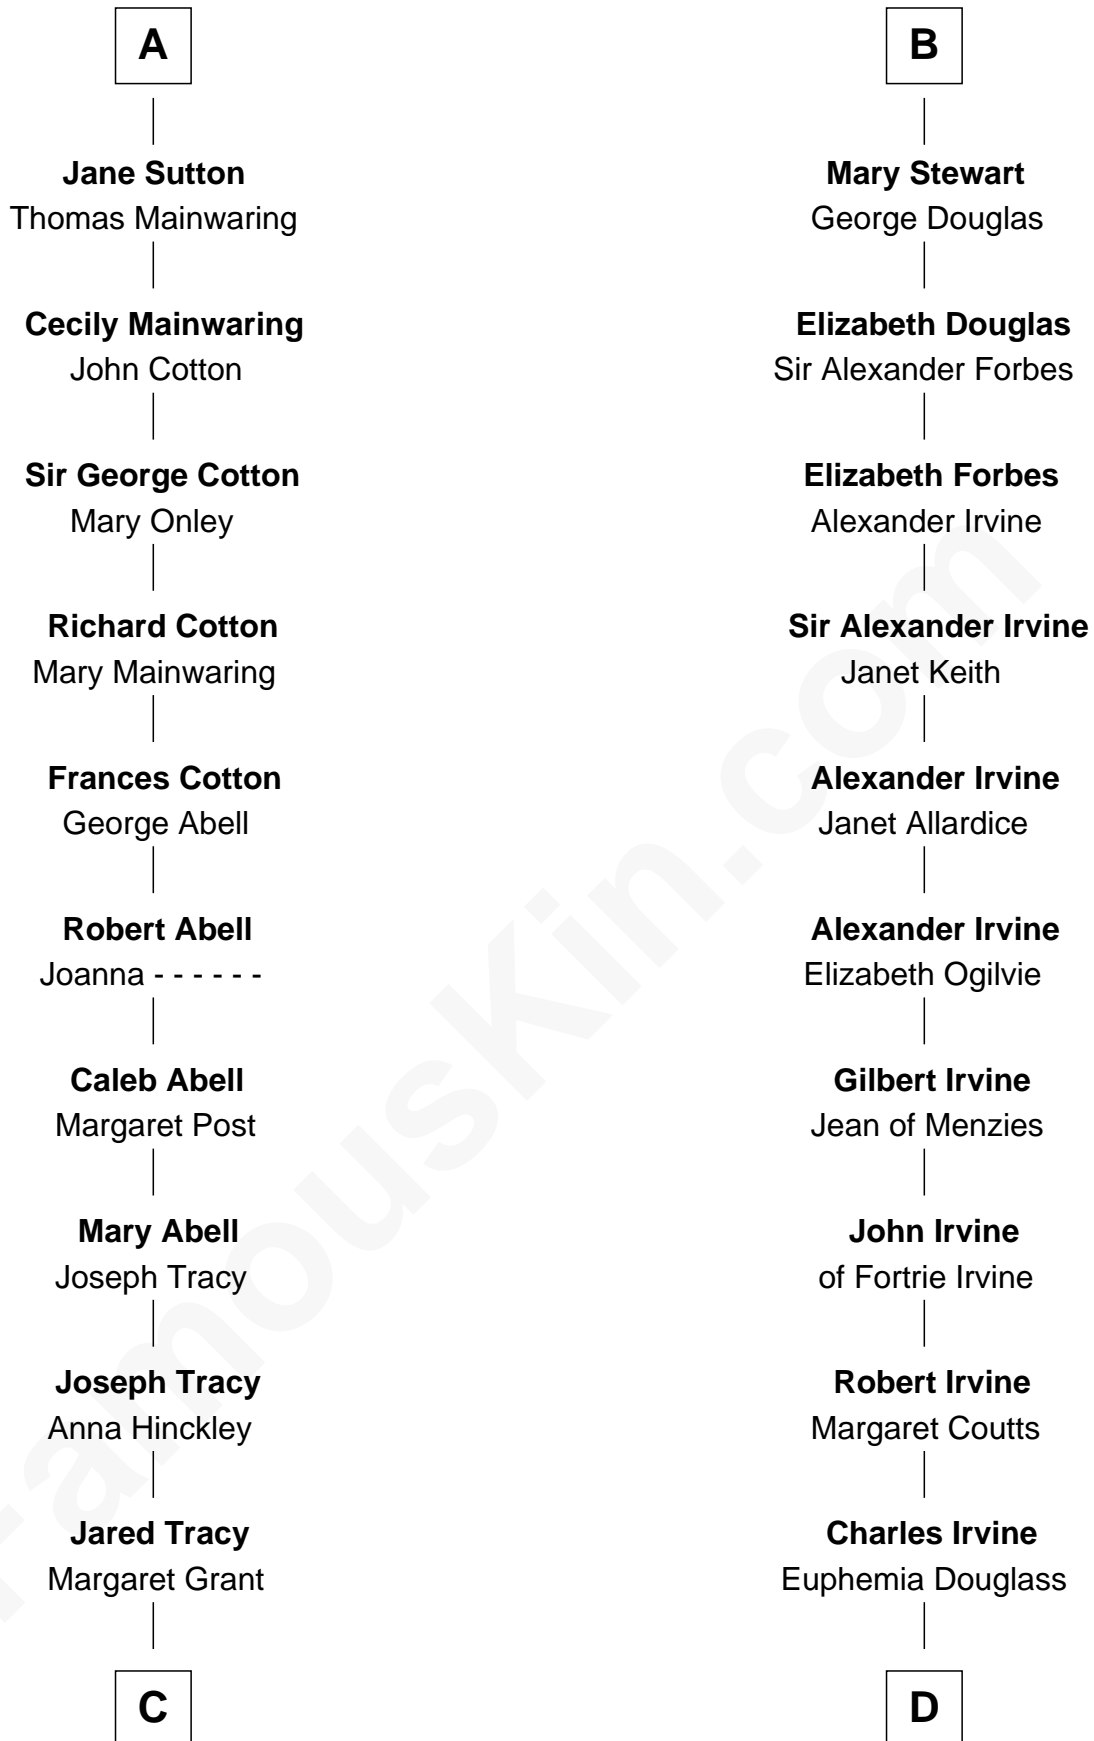 A
Jane Sutton
Thomas Mainwaring
Cecily Mainwaring
John Cotton
Sir George Cotton
Mary Onley
Richard Cotton
Mary Mainwaring
Frances Cotton
George Abell
Robert Abell
Joanna - - - - - -
Caleb Abell
Margaret Post
Mary Abell
Joseph Tracy
Joseph Tracy
Anna Hinckley
Jared Tracy
Margaret Grant
C
B
Mary Stewart
George Douglas
Elizabeth Douglas
Sir Alexander Forbes
Elizabeth Forbes
Alexander Irvine
Sir Alexander Irvine
Janet Keith
Alexander Irvine
Janet Allardice
Alexander Irvine
Elizabeth Ogilvie
Gilbert Irvine
Jean of Menzies
John Irvine
of Fortrie Irvine
Robert Irvine
Margaret Coutts
Charles Irvine
Euphemia Douglass
D
FamousKin.com